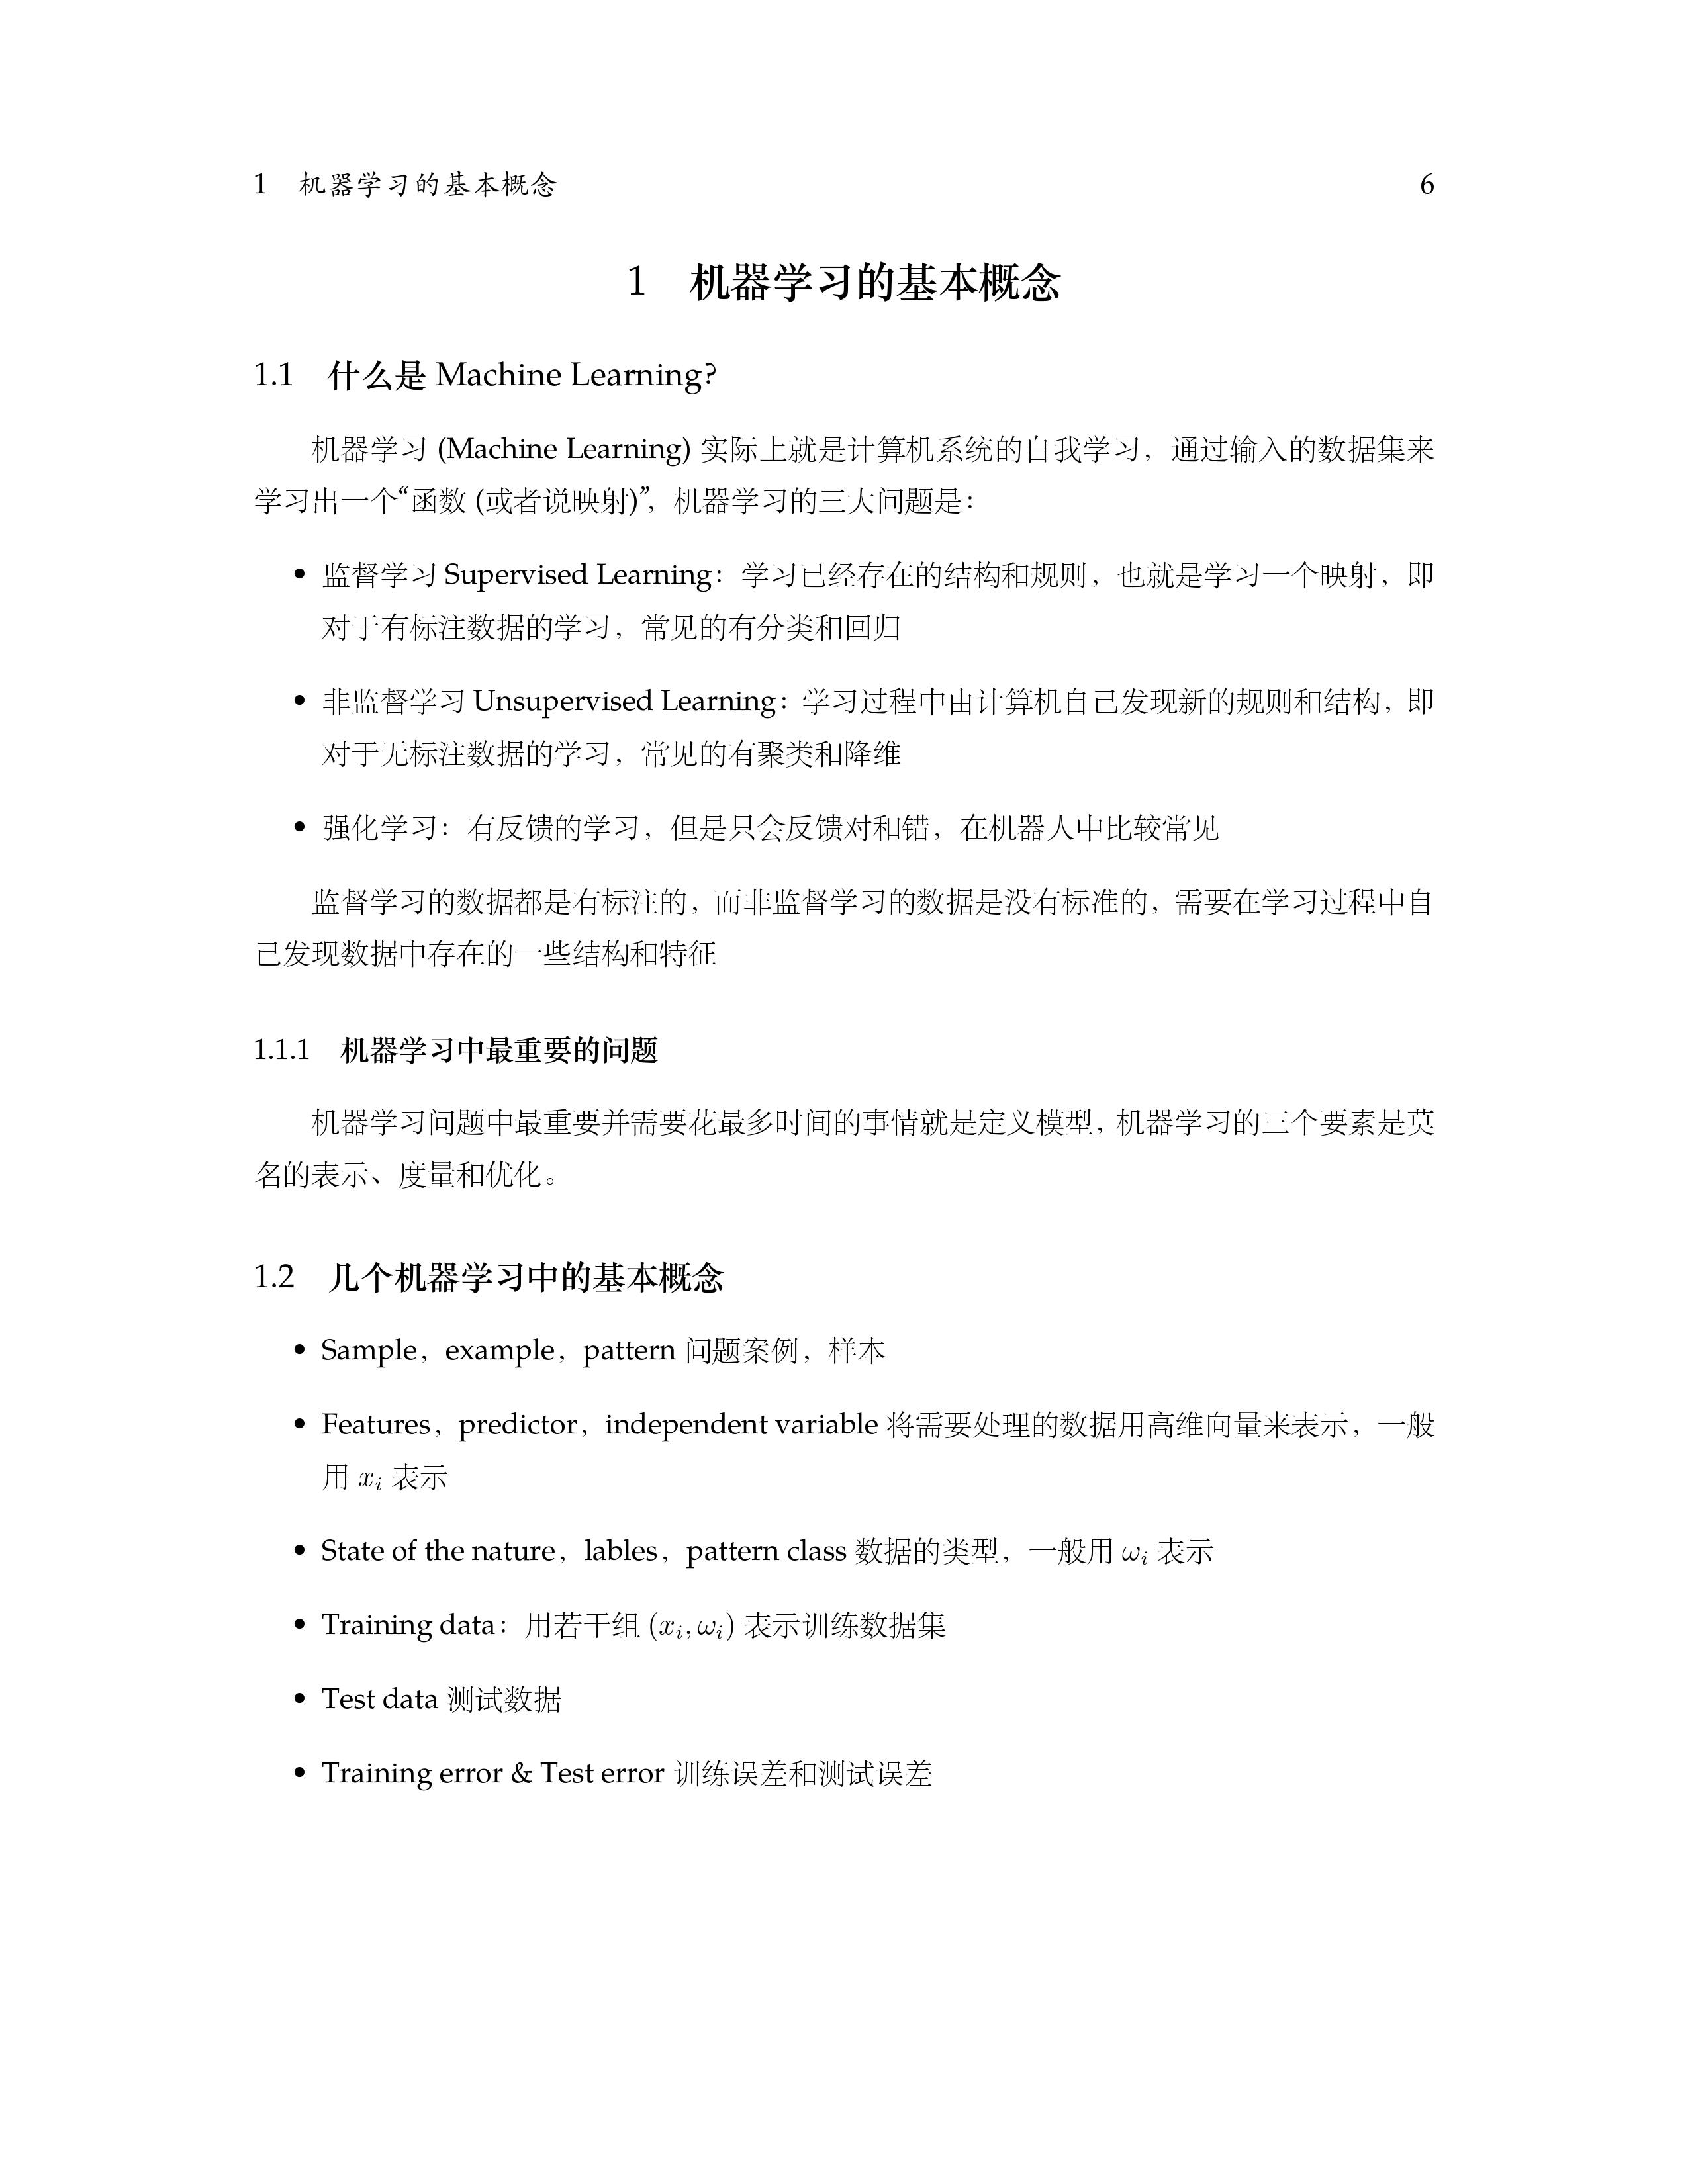 1 机器学习的基本概念 6
1 机器学习的基本概念
1.1 什么是 Machine Learning?
机器学习 (Machine Learning) 实际上就是计算机系统的自我学习，通过输入的数据集来
学习出一个“函数 (或者说映射)”，机器学习的三大问题是：
• 监督学习 Supervised Learning：学习已经存在的结构和规则，也就是学习一个映射，即
对于有标注数据的学习，常见的有分类和回归
• 非监督学习 Unsupervised Learning：学习过程中由计算机自己发现新的规则和结构，即
对于无标注数据的学习，常见的有聚类和降维
• 强化学习：有反馈的学习，但是只会反馈对和错，在机器人中比较常见
监督学习的数据都是有标注的，而非监督学习的数据是没有标准的，需要在学习过程中自
己发现数据中存在的一些结构和特征
1.1.1 机器学习中最重要的问题
机器学习问题中最重要并需要花最多时间的事情就是定义模型，机器学习的三个要素是莫
名的表示、度量和优化。
1.2 几个机器学习中的基本概念
• Sample，example，pattern 问题案例，样本
• Features，predictor，independent variable 将需要处理的数据用高维向量来表示，一般
用 $x_i$ 表示
• State of the nature，lables，pattern class 数据的类型，一般用 $\omega_i$ 表示
• Training data：用若干组 $(x_i, \omega_i)$ 表示训练数据集
• Test data 测试数据
• Training error & Test error 训练误差和测试误差